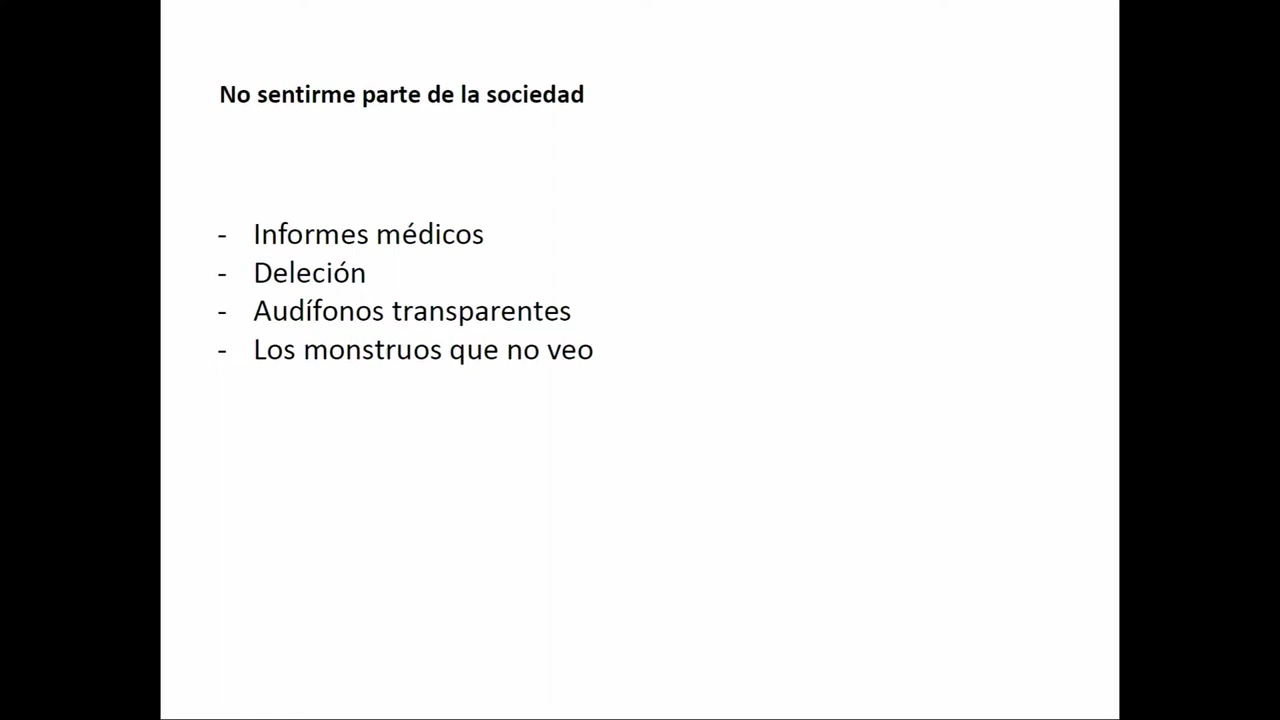 No sentirme parte de la sociedad
- Informes médicos
- Deleción
- Audífonos transparentes
- Los monstruos que no veo